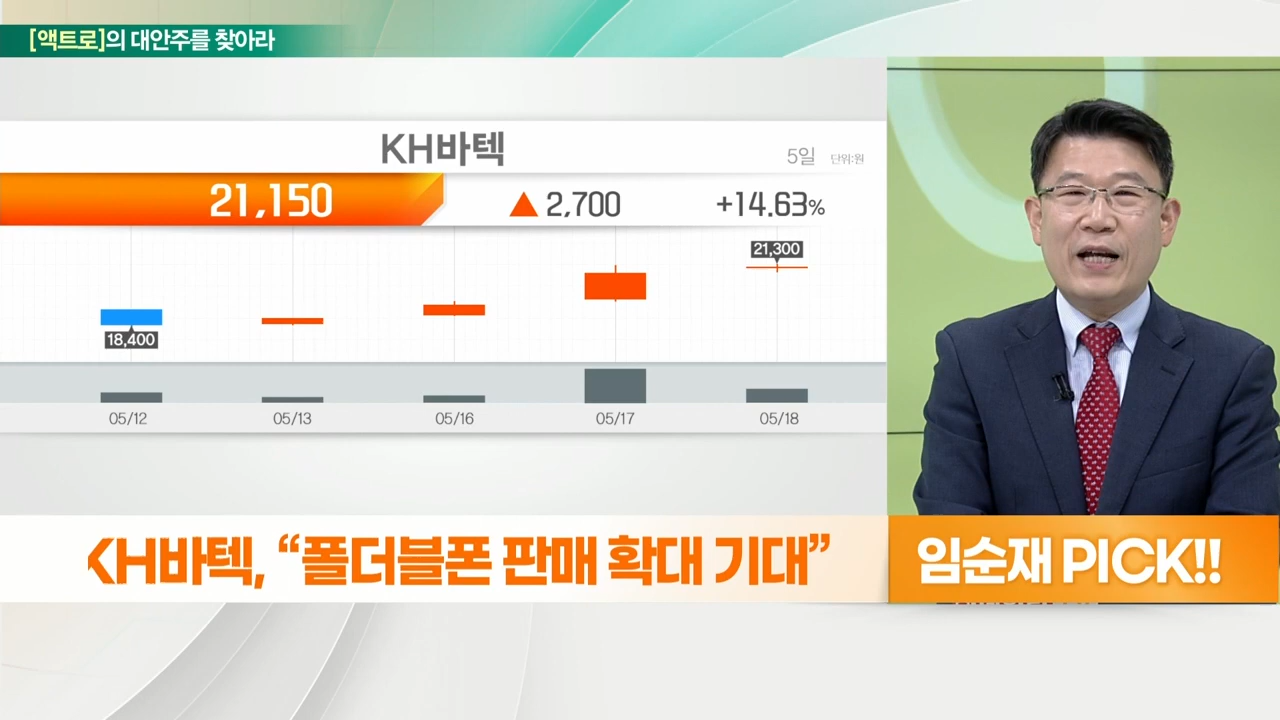 [액트로]의 대안주를 찾아라
KH바텍
5일 단위:원
21,150 ▲ 2,700 +14.63%
21,300
18,400
05/12 05/13 05/16 05/17 05/18
KH바텍, “폴더블폰 판매 확대 기대”
임순재 PICK!!